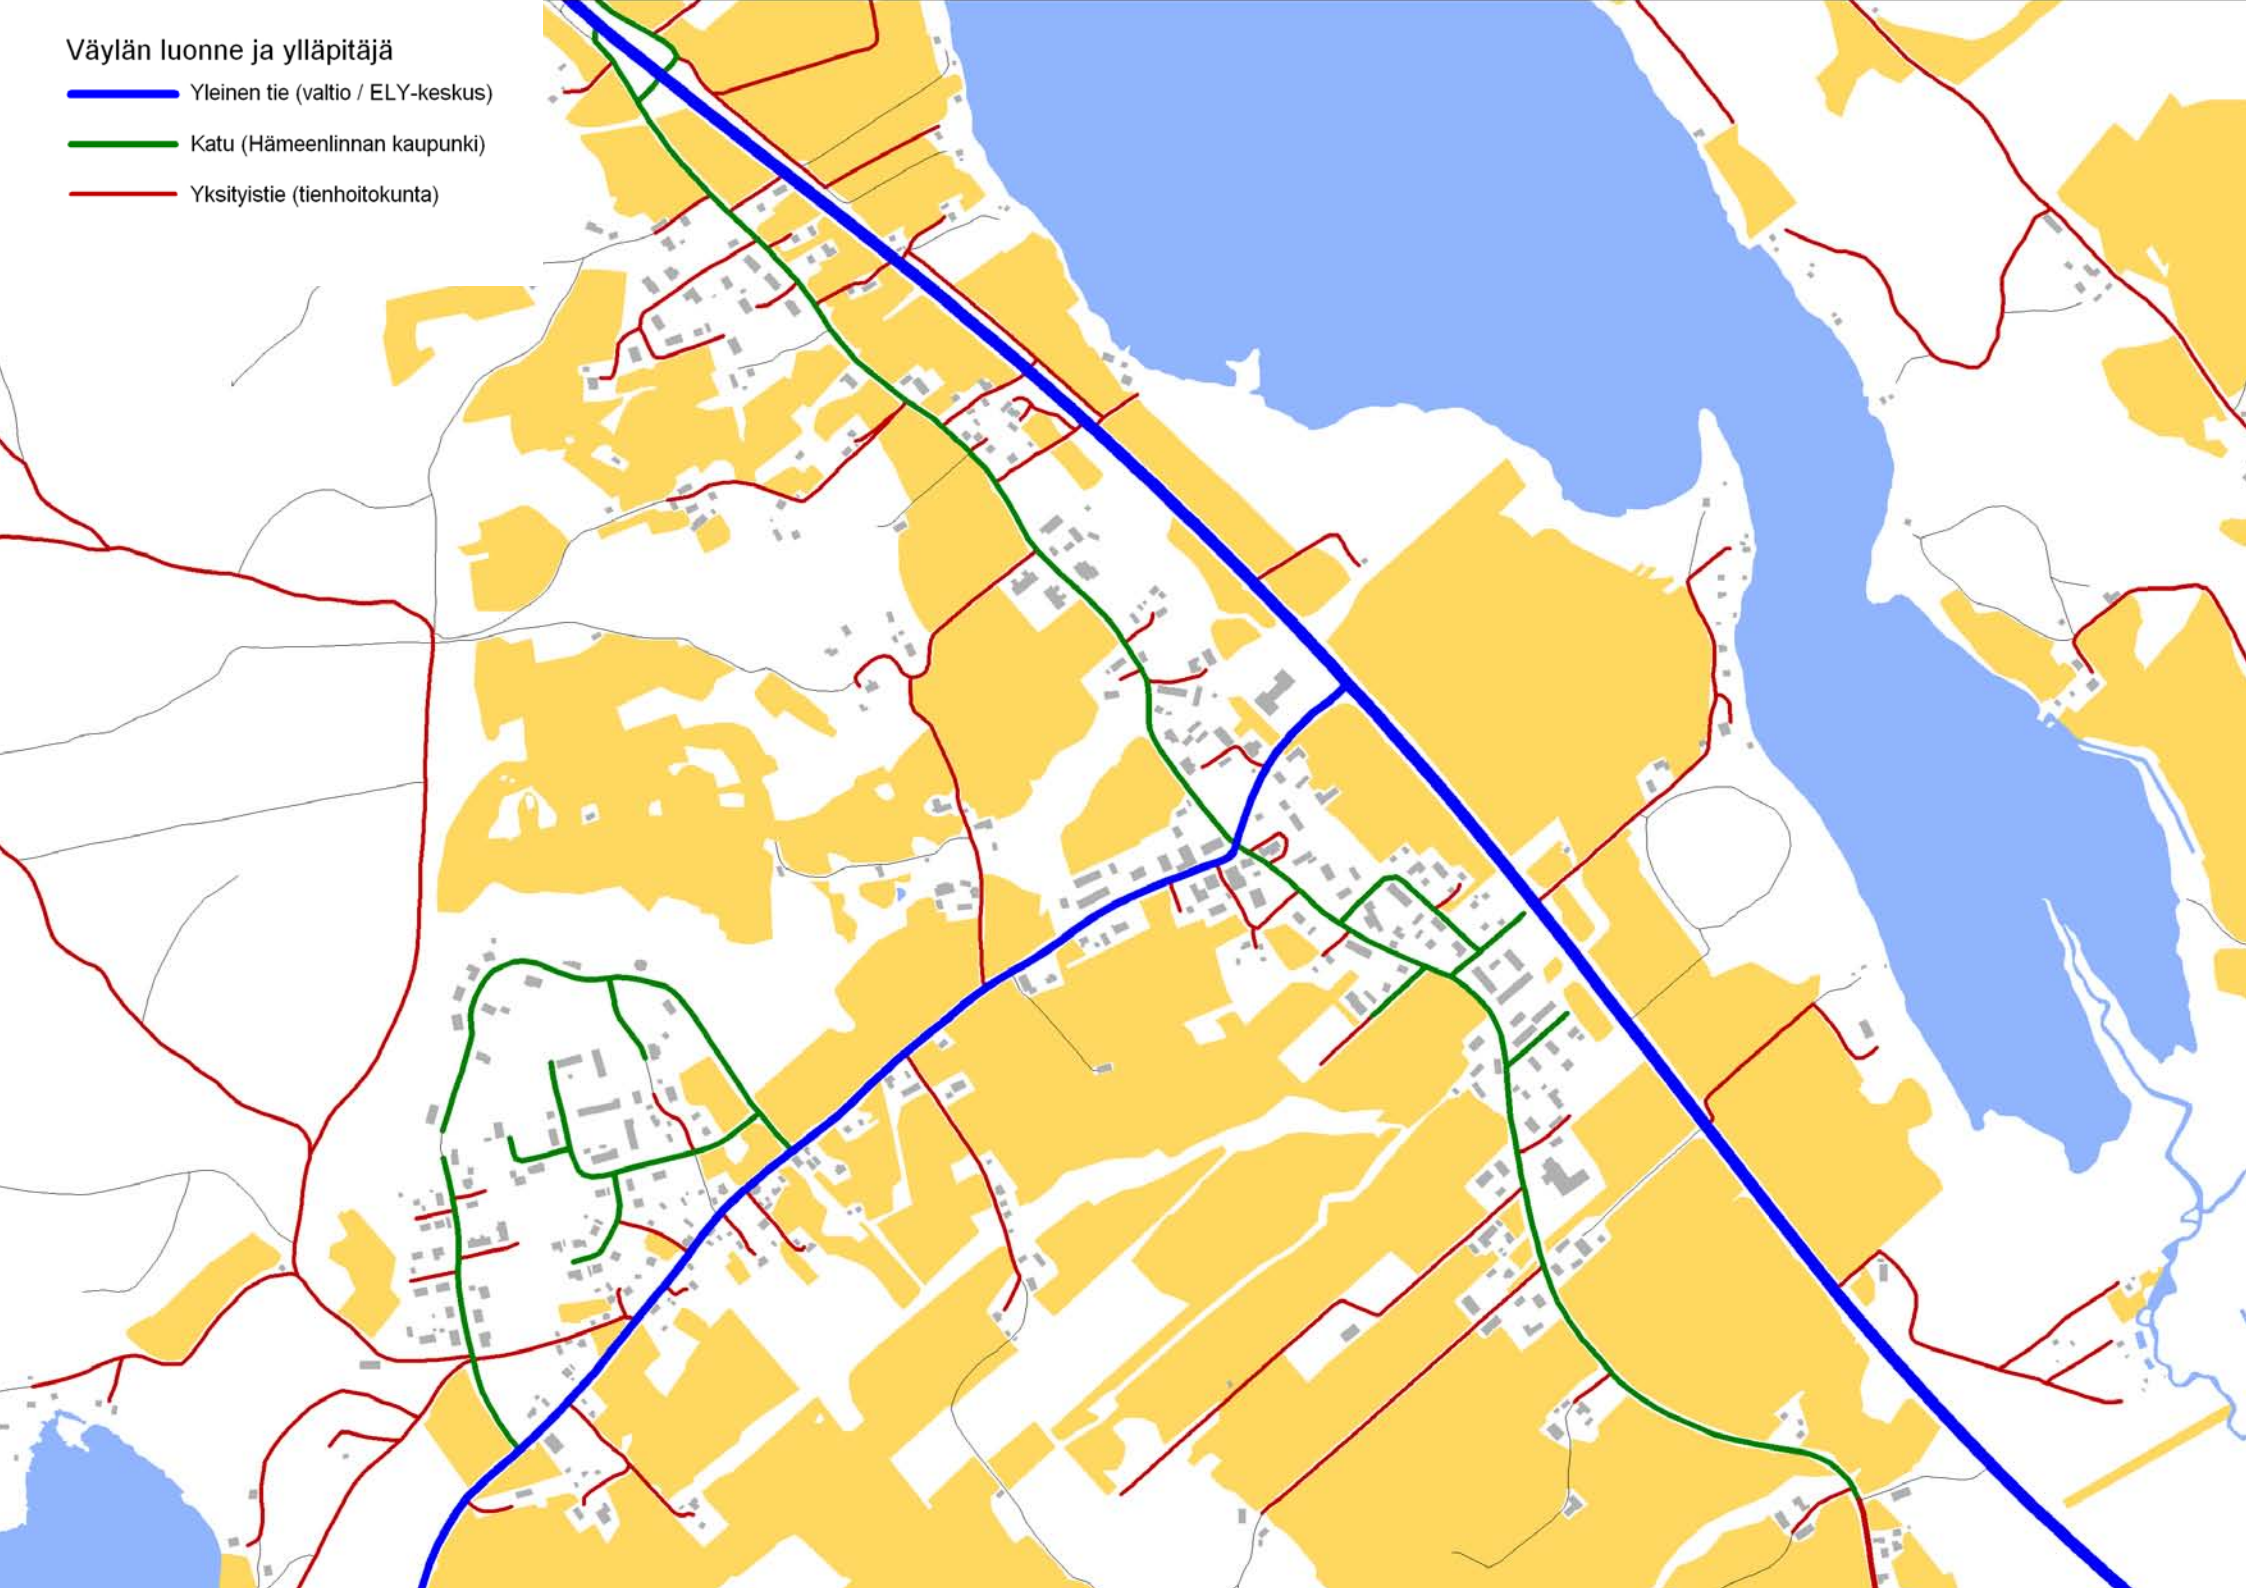 Väylän luonne ja ylläpitäjä
Yleinen tie (valtio / ELY-keskus)
Katu (Hämeenlinnan kaupunki)
Yksityistie (tienhoitokunta)